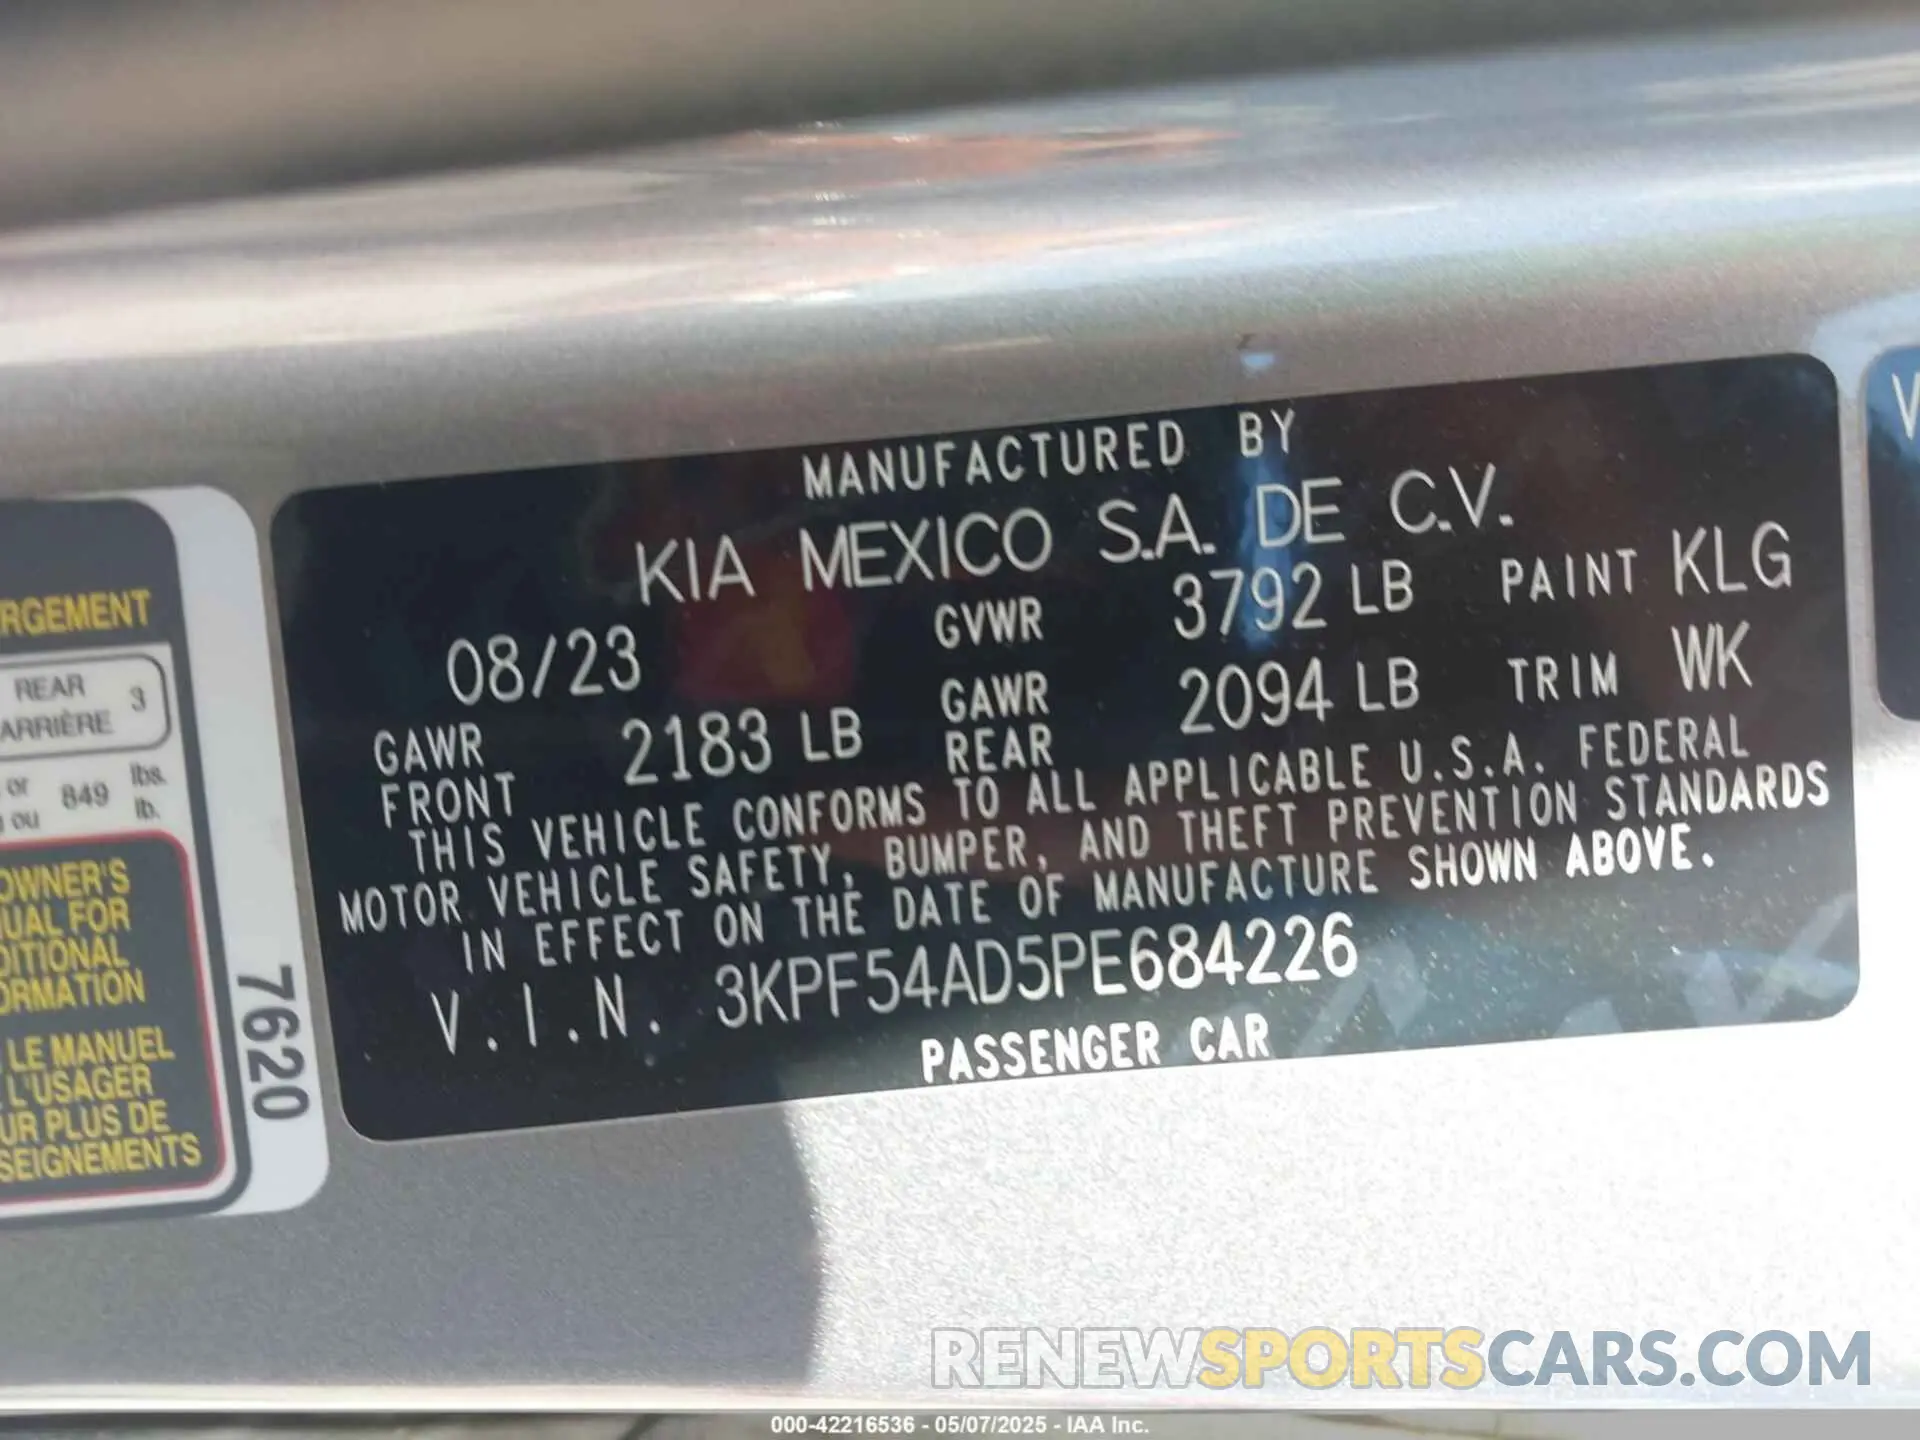 MANUFACTURED BY
KIA MEXICO S.A. DE C.V.
08/23 GVWR 3792 LB PAINT KLG
GAWR FRONT 2183 LB GAWR REAR 2094 LB TRIM WK
THIS VEHICLE CONFORMS TO ALL APPLICABLE U.S.A. FEDERAL
MOTOR VEHICLE SAFETY, BUMPER, AND THEFT PREVENTION STANDARDS
IN EFFECT ON THE DATE OF MANUFACTURE SHOWN ABOVE.
V.I.N. 3KPF54AD5PE684226
PASSENGER CAR
RGEMENT
REAR 3
ARRIÈRE
or 849 lbs.
ou lb.
OWNER'S
UAL FOR
DITIONAL
ORMATION
LE MANUEL
L'USAGER
UR PLUS DE
SEIGNEMENTS
7620
V
RENEWSPORTSCARS.COM
000-42216536 - 05/07/2025 - IAA Inc.